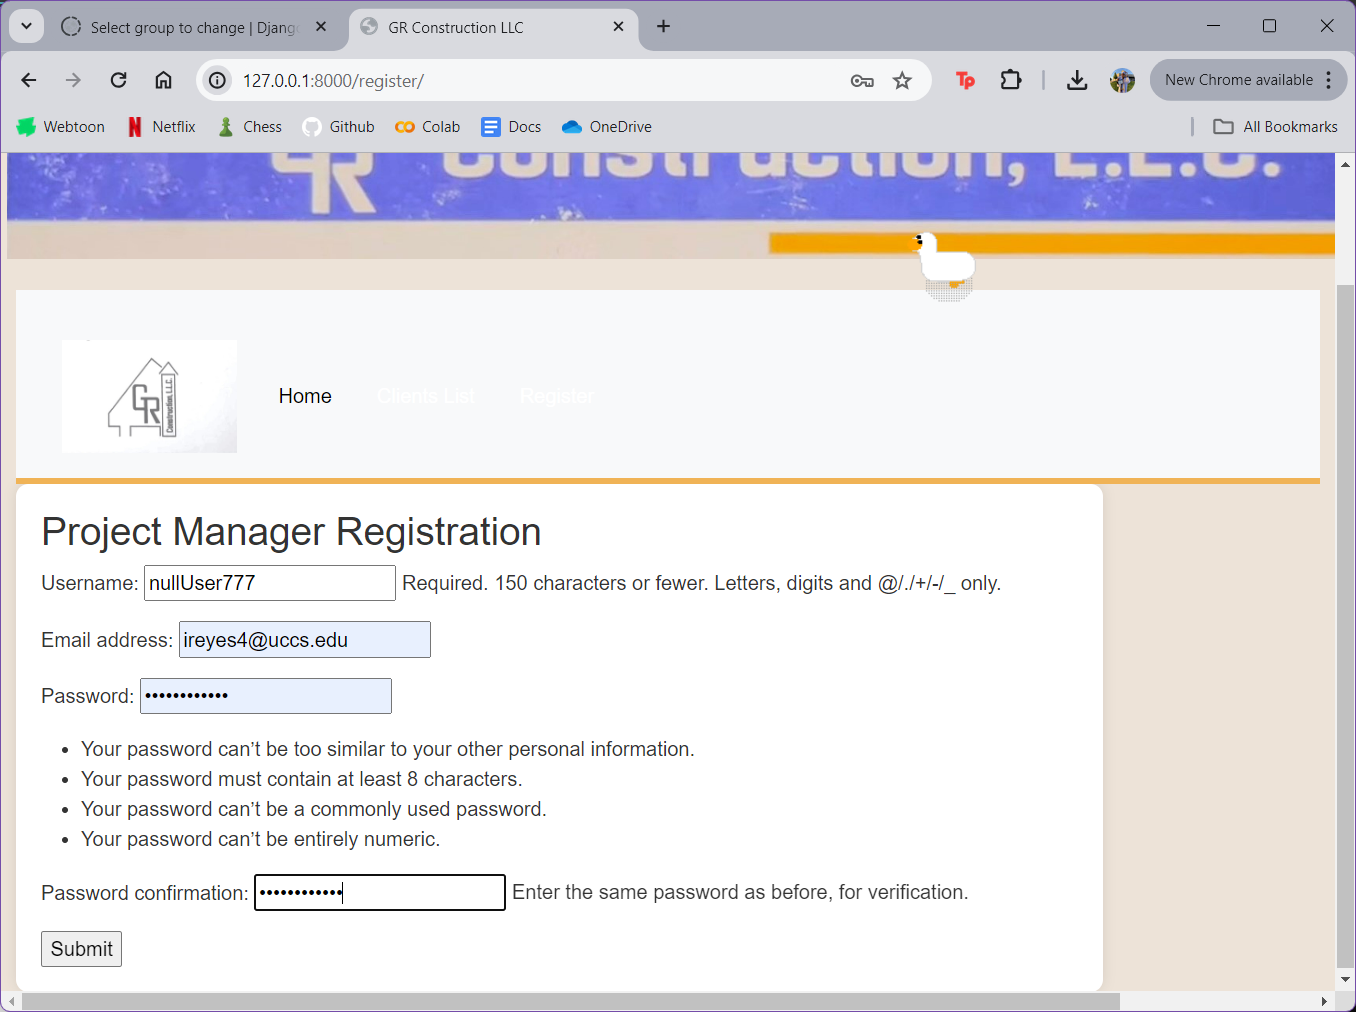 Select group to change | Djang
GR Construction LLC
127.0.0.1:8000/register/
Tp
New Chrome available
Webtoon
Netflix
Chess
Github
Colab
Docs
OneDrive
All Bookmarks
GR Construction, L.L.C.
GR Construction, LLC.
Home
Clients List
Register
Project Manager Registration
Username: nullUser777 Required. 150 characters or fewer. Letters, digits and @/./+/-/_ only.
Email address: ireyes4@uccs.edu
Password: ••••••••••••
• Your password can’t be too similar to your other personal information.
• Your password must contain at least 8 characters.
• Your password can’t be a commonly used password.
• Your password can’t be entirely numeric.
Password confirmation: •••••••••••• Enter the same password as before, for verification.
Submit